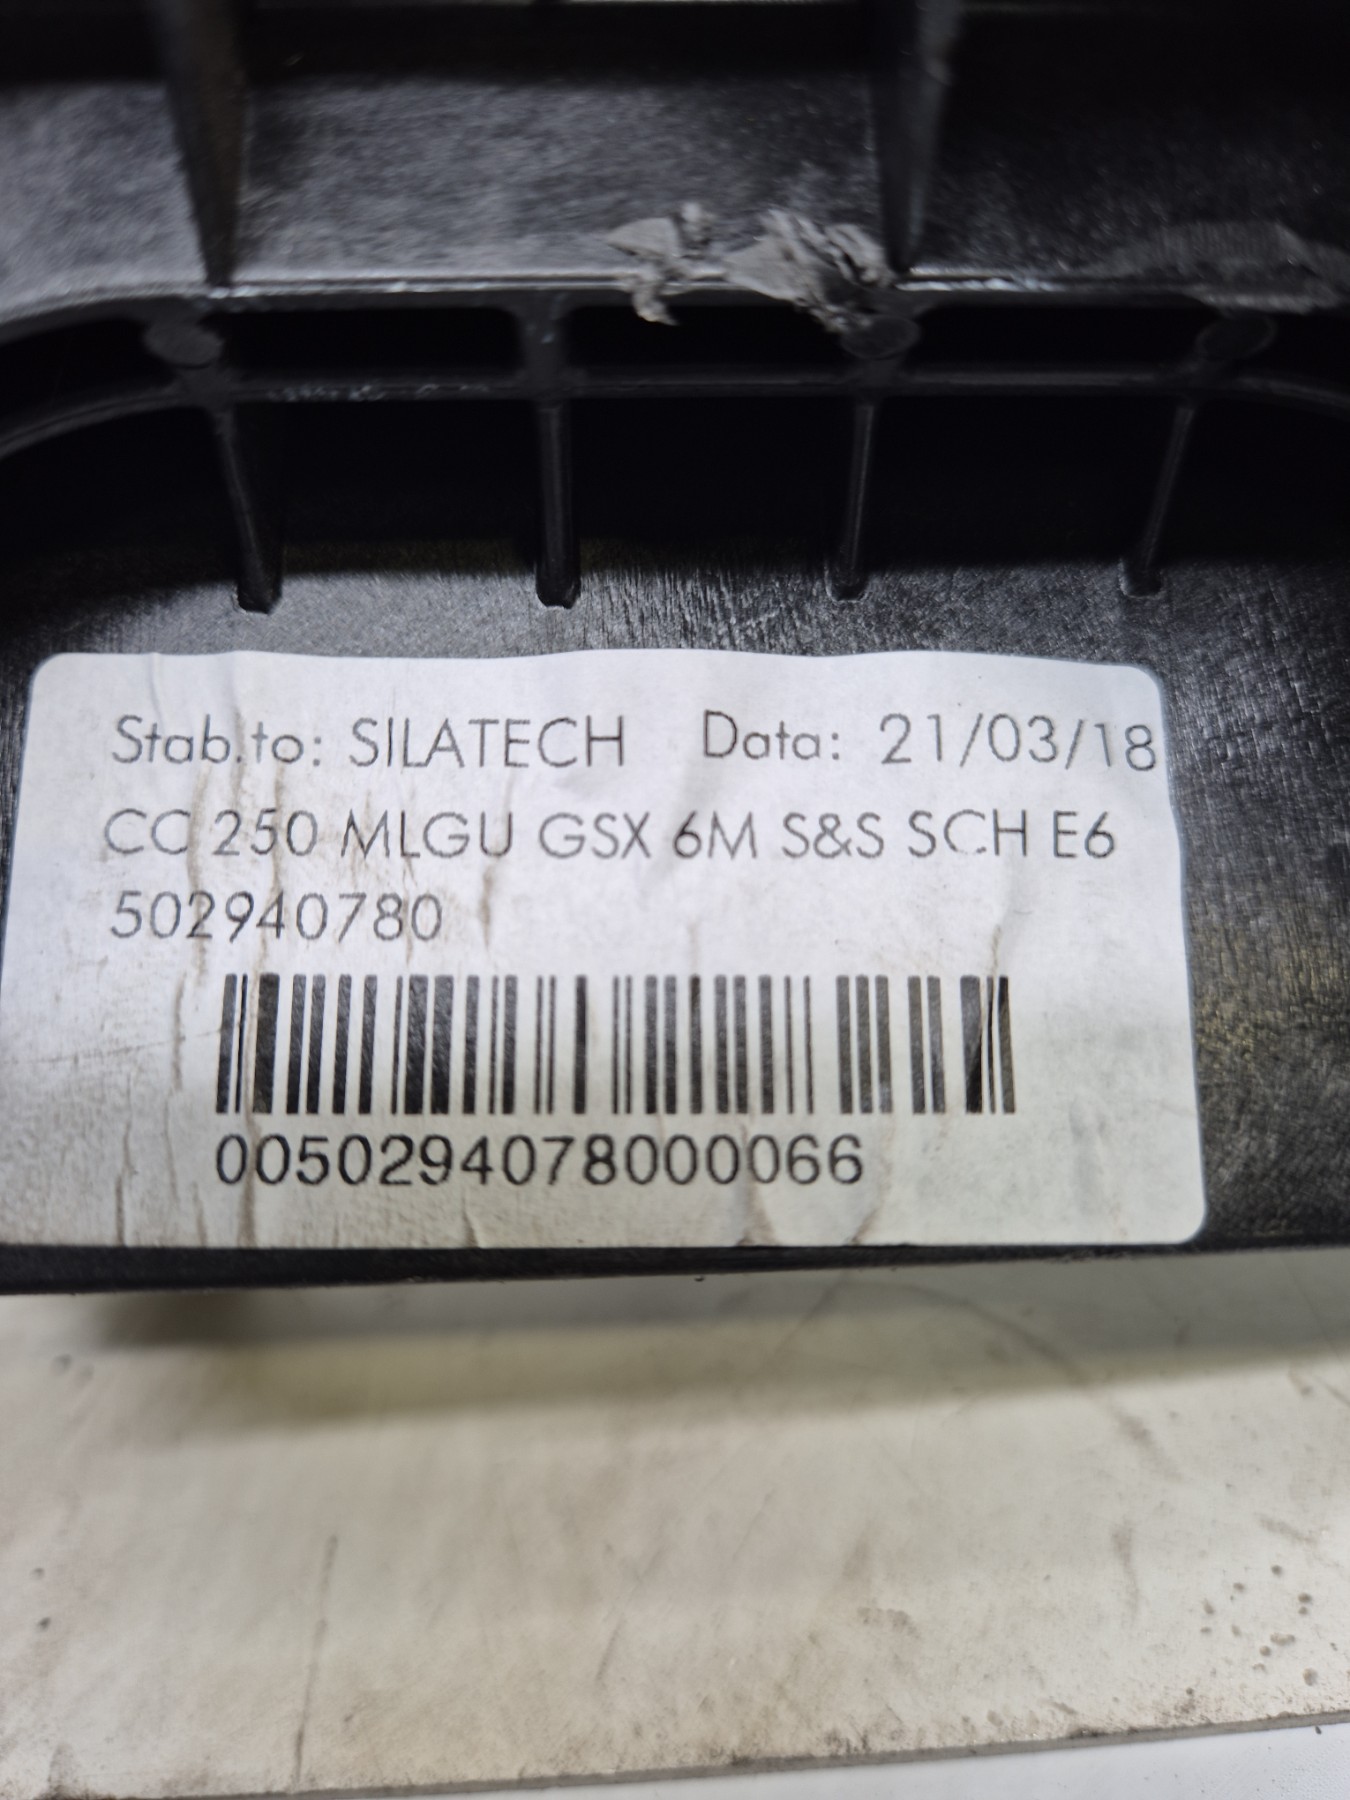 Stab.to: SILATECH Data: 21/03/18
CC 250 MLGU GSX 6M S&S SCH E6
502940780
0050294078000066